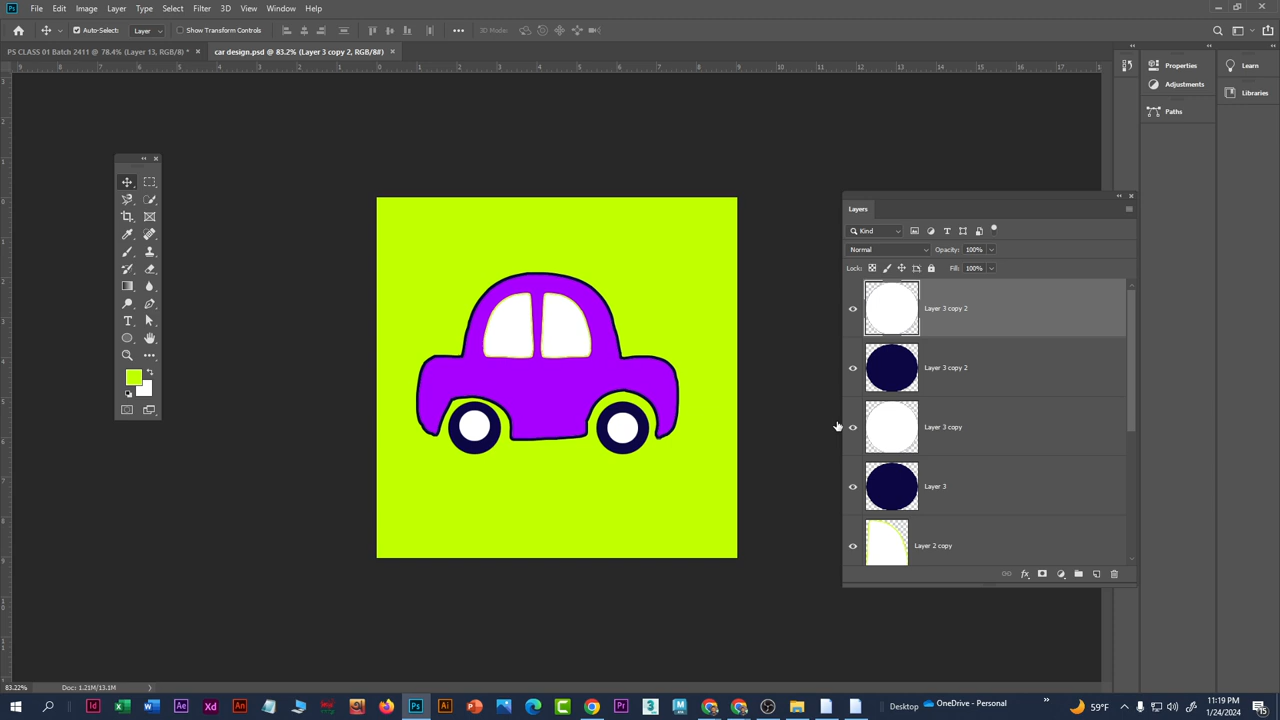 Ps File Edit Image Layer Type Select Filter 3D View Window Help
Auto-Select: Layer Show Transform Controls 3D Mode:
PS CLASS 01 Batch 2411 @ 78.4% (Layer 13, RGB/8) * × car design.psd @ 83.2% (Layer 3 copy 2, RGB/8#) ×
Properties
Learn
Adjustments
Libraries
Paths
Layers
Kind
Normal Opacity: 100%
Lock: Fill: 100%
Layer 3 copy 2
Layer 3 copy 2
Layer 3 copy
Layer 3
Layer 2 copy
fx
83.22% Doc: 1.21M/13.1M
Desktop OneDrive - Personal 59°F 11:19 PM
1/24/2024